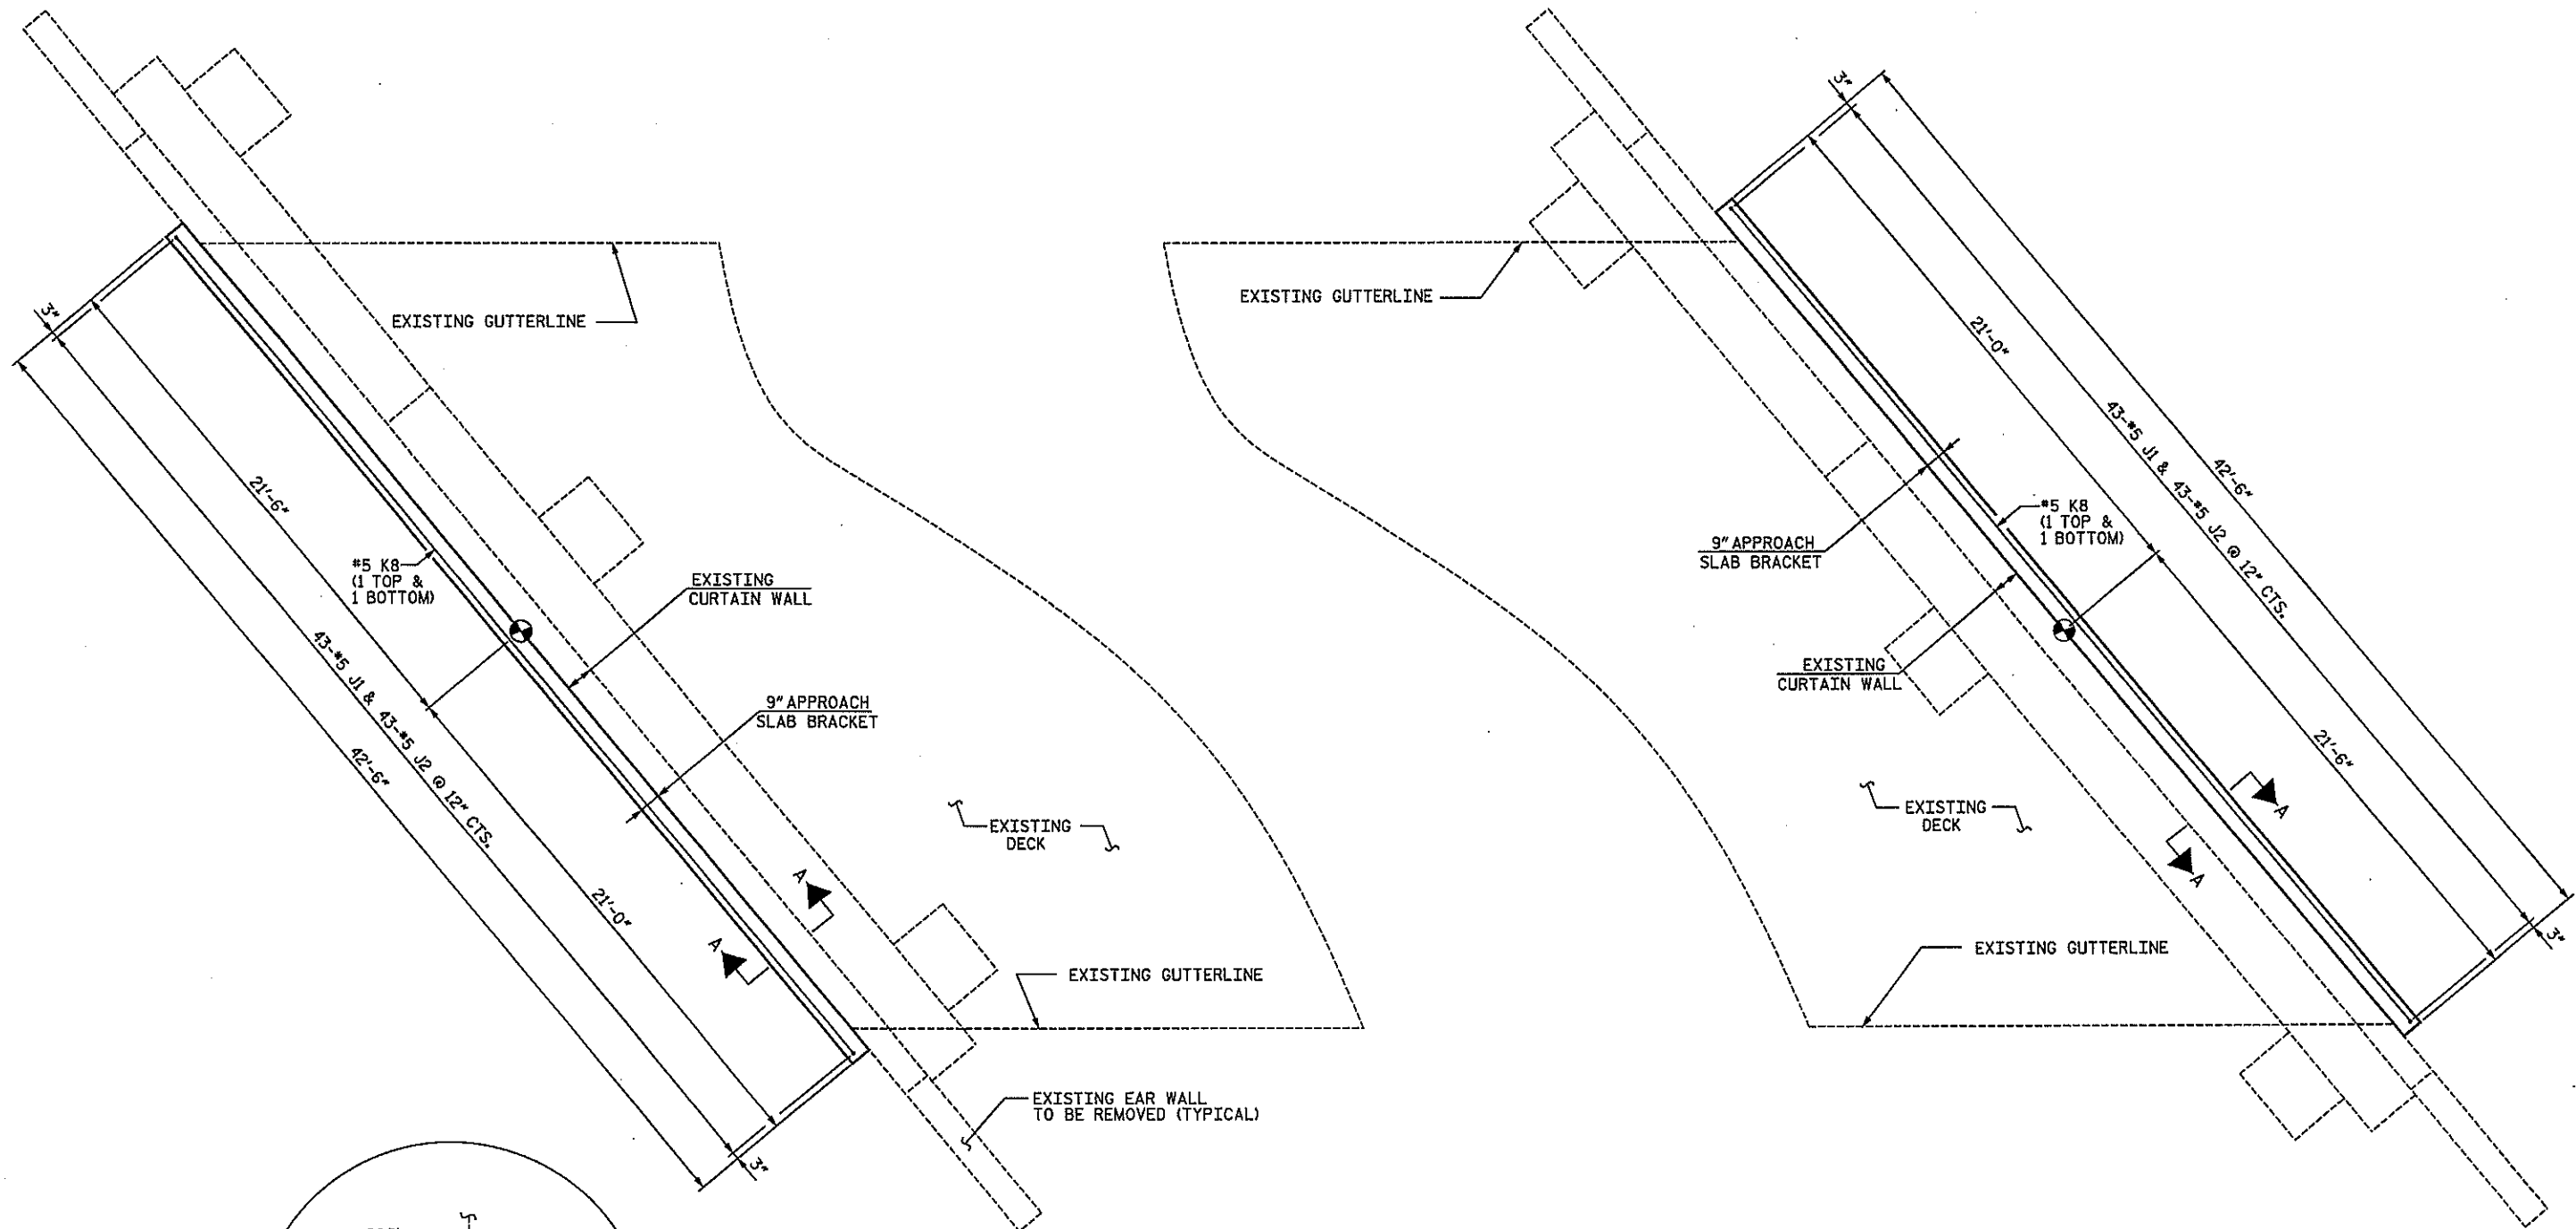 3"
3"
EXISTING GUTTERLINE
EXISTING GUTTERLINE
3"
21'-0"
43-#5 J1 & 43-#5 J2 @ 12" CTS.
42'-6"
21'-6"
#5 K8
(1 TOP &
1 BOTTOM)
#5 K8
(1 TOP &
1 BOTTOM)
9" APPROACH
SLAB BRACKET
EXISTING
CURTAIN WALL
43-#5 J1 & 43-#5 J2 @ 12" CTS.
42'-6"
EXISTING
CURTAIN WALL
9" APPROACH
SLAB BRACKET
21'-6"
EXISTING
DECK
EXISTING
DECK
A
A
A
A
21'-0"
EXISTING GUTTERLINE
EXISTING GUTTERLINE
EXISTING EAR WALL
TO BE REMOVED (TYPICAL)
3"